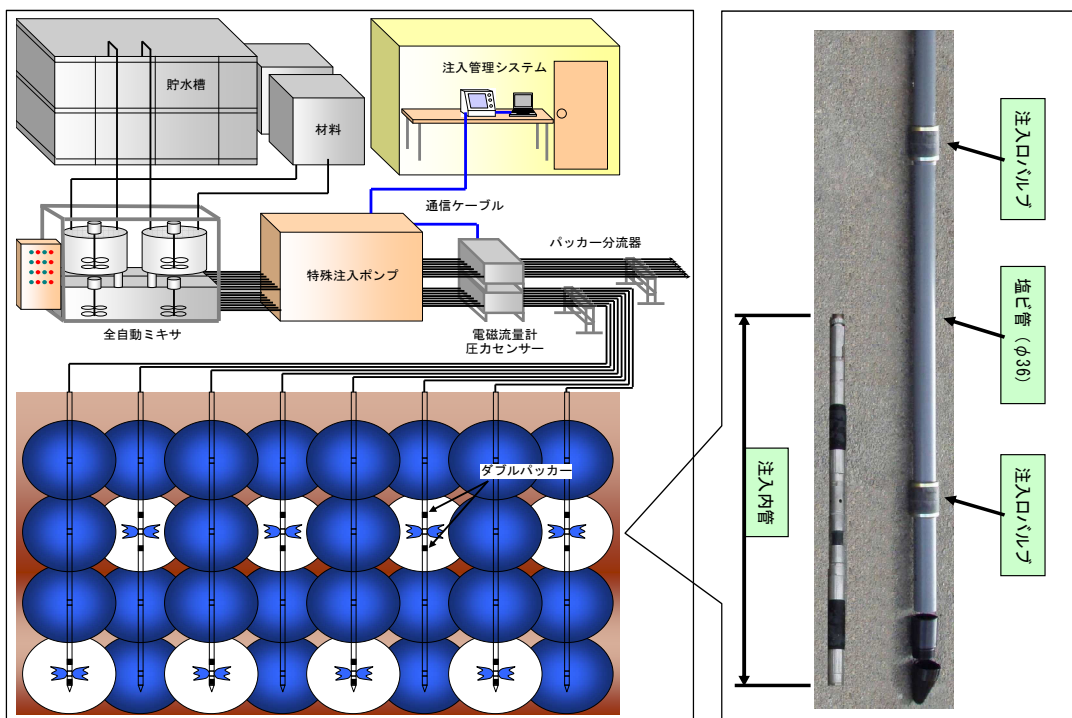 貯水槽
材料
注入管理システム
通信ケーブル
パッカー分流器
特殊注入ポンプ
全自動ミキサ
電磁流量計
圧力センサー
ダブルパッカー
注入口バルブ
塩ビ管（φ36）
注入内管
注入口バルブ